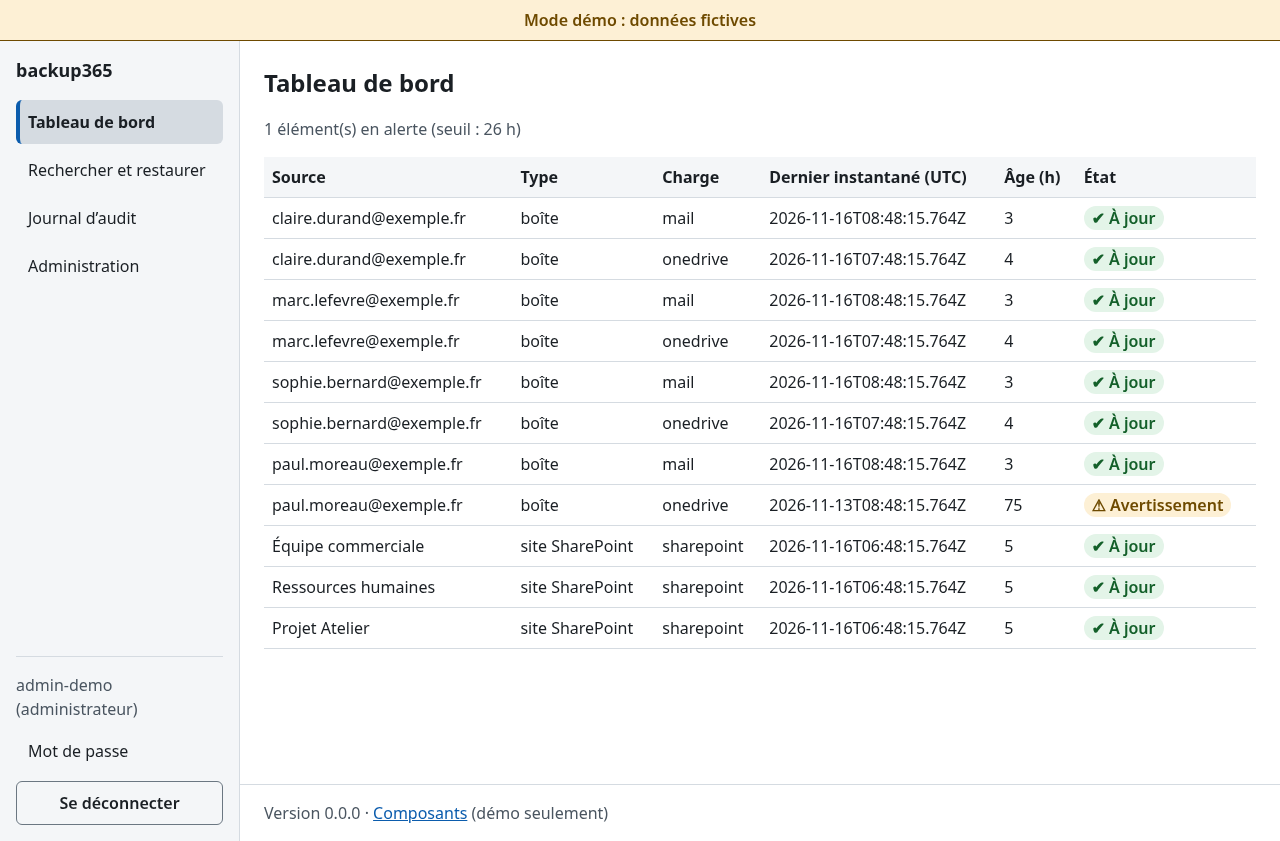 Mode démo : données fictives
backup365
Tableau de bord
Rechercher et restaurer
Journal d’audit
Administration
admin-demo
(administrateur)
Mot de passe
Se déconnecter
Tableau de bord
1 élément(s) en alerte (seuil : 26 h)
Source Type Charge Dernier instantané (UTC) Âge (h) État
claire.durand@exemple.fr boîte mail 2026-11-16T08:48:15.764Z 3 ✔ À jour
claire.durand@exemple.fr boîte onedrive 2026-11-16T07:48:15.764Z 4 ✔ À jour
marc.lefevre@exemple.fr boîte mail 2026-11-16T08:48:15.764Z 3 ✔ À jour
marc.lefevre@exemple.fr boîte onedrive 2026-11-16T07:48:15.764Z 4 ✔ À jour
sophie.bernard@exemple.fr boîte mail 2026-11-16T08:48:15.764Z 3 ✔ À jour
sophie.bernard@exemple.fr boîte onedrive 2026-11-16T07:48:15.764Z 4 ✔ À jour
paul.moreau@exemple.fr boîte mail 2026-11-16T08:48:15.764Z 3 ✔ À jour
paul.moreau@exemple.fr boîte onedrive 2026-11-13T08:48:15.764Z 75 ⚠ Avertissement
Équipe commerciale site SharePoint sharepoint 2026-11-16T06:48:15.764Z 5 ✔ À jour
Ressources humaines site SharePoint sharepoint 2026-11-16T06:48:15.764Z 5 ✔ À jour
Projet Atelier site SharePoint sharepoint 2026-11-16T06:48:15.764Z 5 ✔ À jour
Version 0.0.0 · Composants (démo seulement)